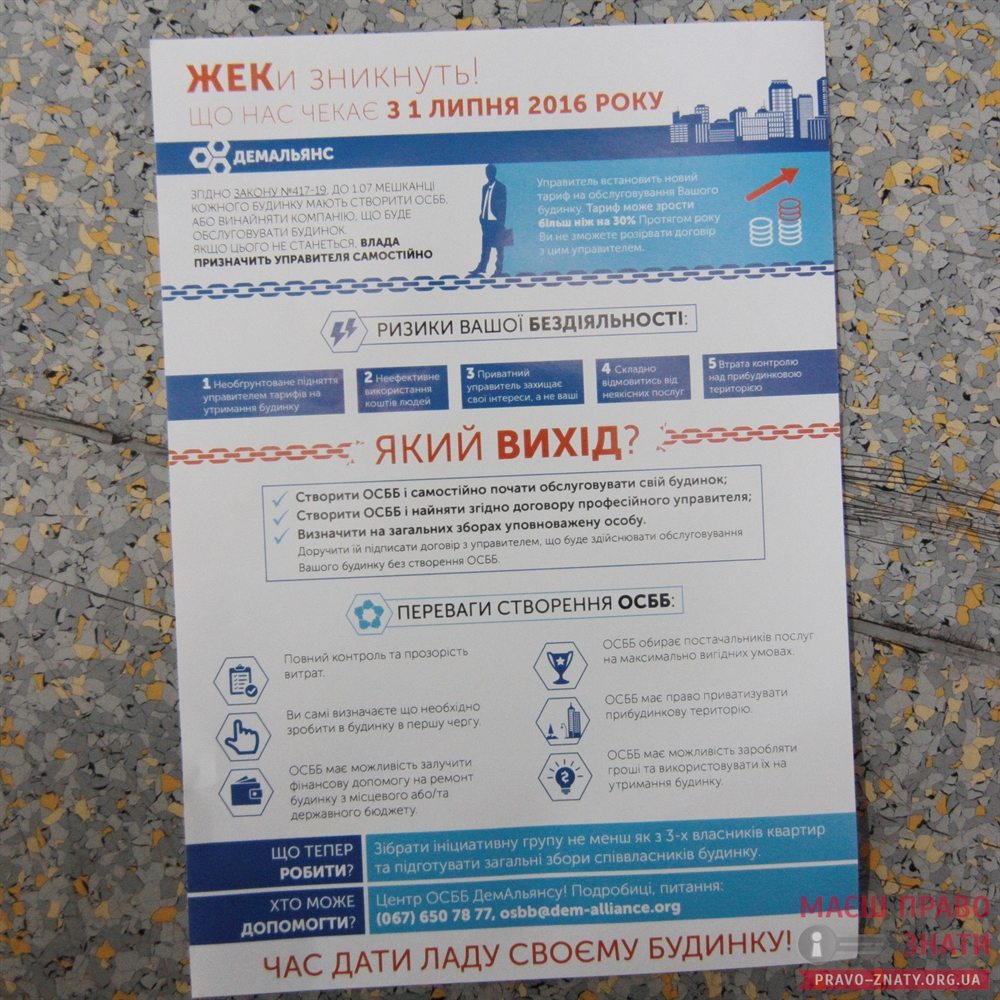 ЖЕКи зникнуть!
ЩО НАС ЧЕКАЄ З 1 ЛИПНЯ 2016 РОКУ
ДЕМАЛЬЯНС
ЗГІДНО ЗАКОНУ №417-19, ДО 1.07 МЕШКАНЦІ
КОЖНОГО БУДИНКУ МАЮТЬ СТВОРИТИ ОСББ,
АБО ВИНАЙНЯТИ КОМПАНІЮ, ЩО БУДЕ
ОБСЛУГОВУВАТИ БУДИНОК.
ЯКЩО ЦЬОГО НЕ СТАНЕТЬСЯ, ВЛАДА
ПРИЗНАЧИТЬ УПРАВИТЕЛЯ САМОСТІЙНО
Управитель встановить новий
тариф на обслуговування Вашого
будинку. Тариф може зрости
більш ніж на 30% Протягом року
Ви не зможете розірвати договір
з цим управителем.
РИЗИКИ ВАШОЇ БЕЗДІЯЛЬНОСТІ:
1 Необґрунтоване підняття
управителем тарифів на
утримання будинку
2 Неефективне
використання
коштів людей
3 Приватний
управитель захищає
свої інтереси, а не ваші
4 Складно
відмовитись від
неякісних послуг
5 Втрата контролю
над прибудинковою
територією
ЯКИЙ ВИХІД?
Створити ОСББ і самостійно почати обслуговувати свій будинок;
Створити ОСББ і найняти згідно договору професійного управителя;
Визначити на загальних зборах уповноважену особу.
Доручити їй підписати договір з управителем, що буде здійснювати обслуговування
Вашого будинку без створення ОСББ.
ПЕРЕВАГИ СТВОРЕННЯ ОСББ:
Повний контроль та прозорість
витрат.
Ви самі визначаєте що необхідно
зробити в будинку в першу чергу.
ОСББ має можливість залучити
фінансову допомогу на ремонт
будинку з місцевого або/та
державного бюджету.
ОСББ обирає постачальників послуг
на максимально вигідних умовах.
ОСББ має право приватизувати
прибудинкову територію.
ОСББ має можливість заробляти
гроші та використовувати їх на
утримання будинку.
ЩО ТЕПЕР
РОБИТИ?
Зібрати ініціативну групу не менш як з 3-х власників квартир
та підготувати загальні збори співвласників будинку.
ХТО МОЖЕ
ДОПОМОГТИ?
Центр ОСББ ДемАльянсу! Подробиці, питання:
(067) 650 78 77, osbb@dem-alliance.org
ЧАС ДАТИ ЛАДУ СВОЄМУ БУДИНКУ!
МАЄШ ПРАВО
ЗНАТИ
PRAVO-ZNATY.ORG.UA